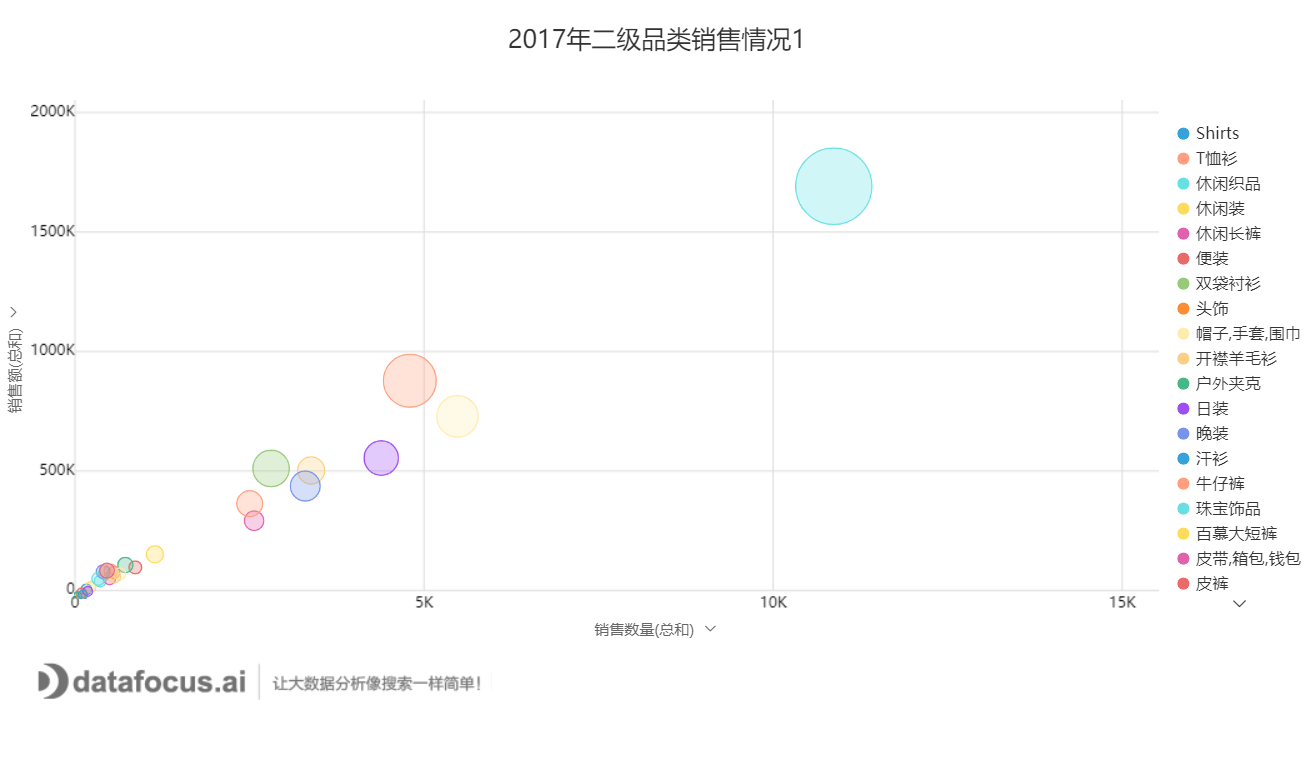 2017年二级品类销售情况1
2000K
1500K
1000K
500K
0
0
5K
10K
15K
销售额(总和)
销售数量(总和)
Shirts
T恤衫
休闲织品
休闲装
休闲长裤
便装
双袋衬衫
头饰
帽子,手套,围巾
开襟羊毛衫
户外夹克
日装
晚装
汗衫
牛仔裤
珠宝饰品
百慕大短裤
皮带,箱包,钱包
皮裤
datafocus.ai
让大数据分析像搜索一样简单!